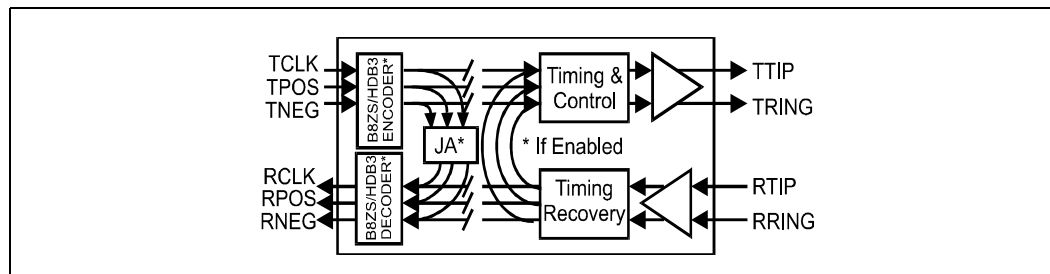 TCLK
TPOS
TNEG
B8ZS/HDB3
ENCODER*
Timing &
Control
TTIP
TRING
JA*
* If Enabled
RCLK
RPOS
RNEG
B8ZS/HDB3
DECODER*
Timing
Recovery
RTIP
RRING